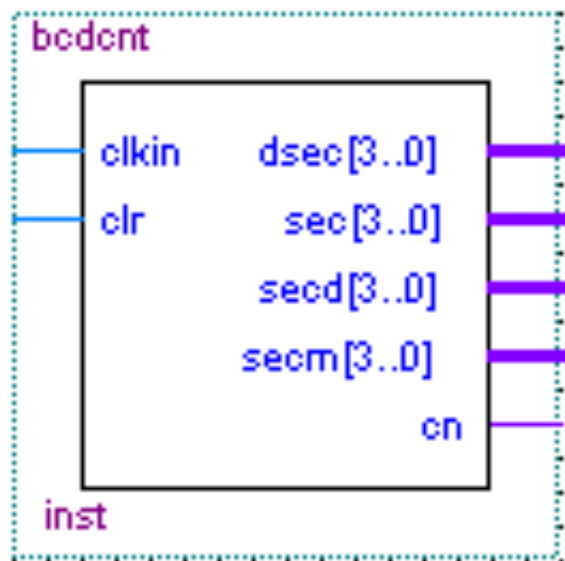 bcdcnt
clkin dsec[3..0]
clr sec[3..0]
secd[3..0]
secm[3..0]
cn
inst